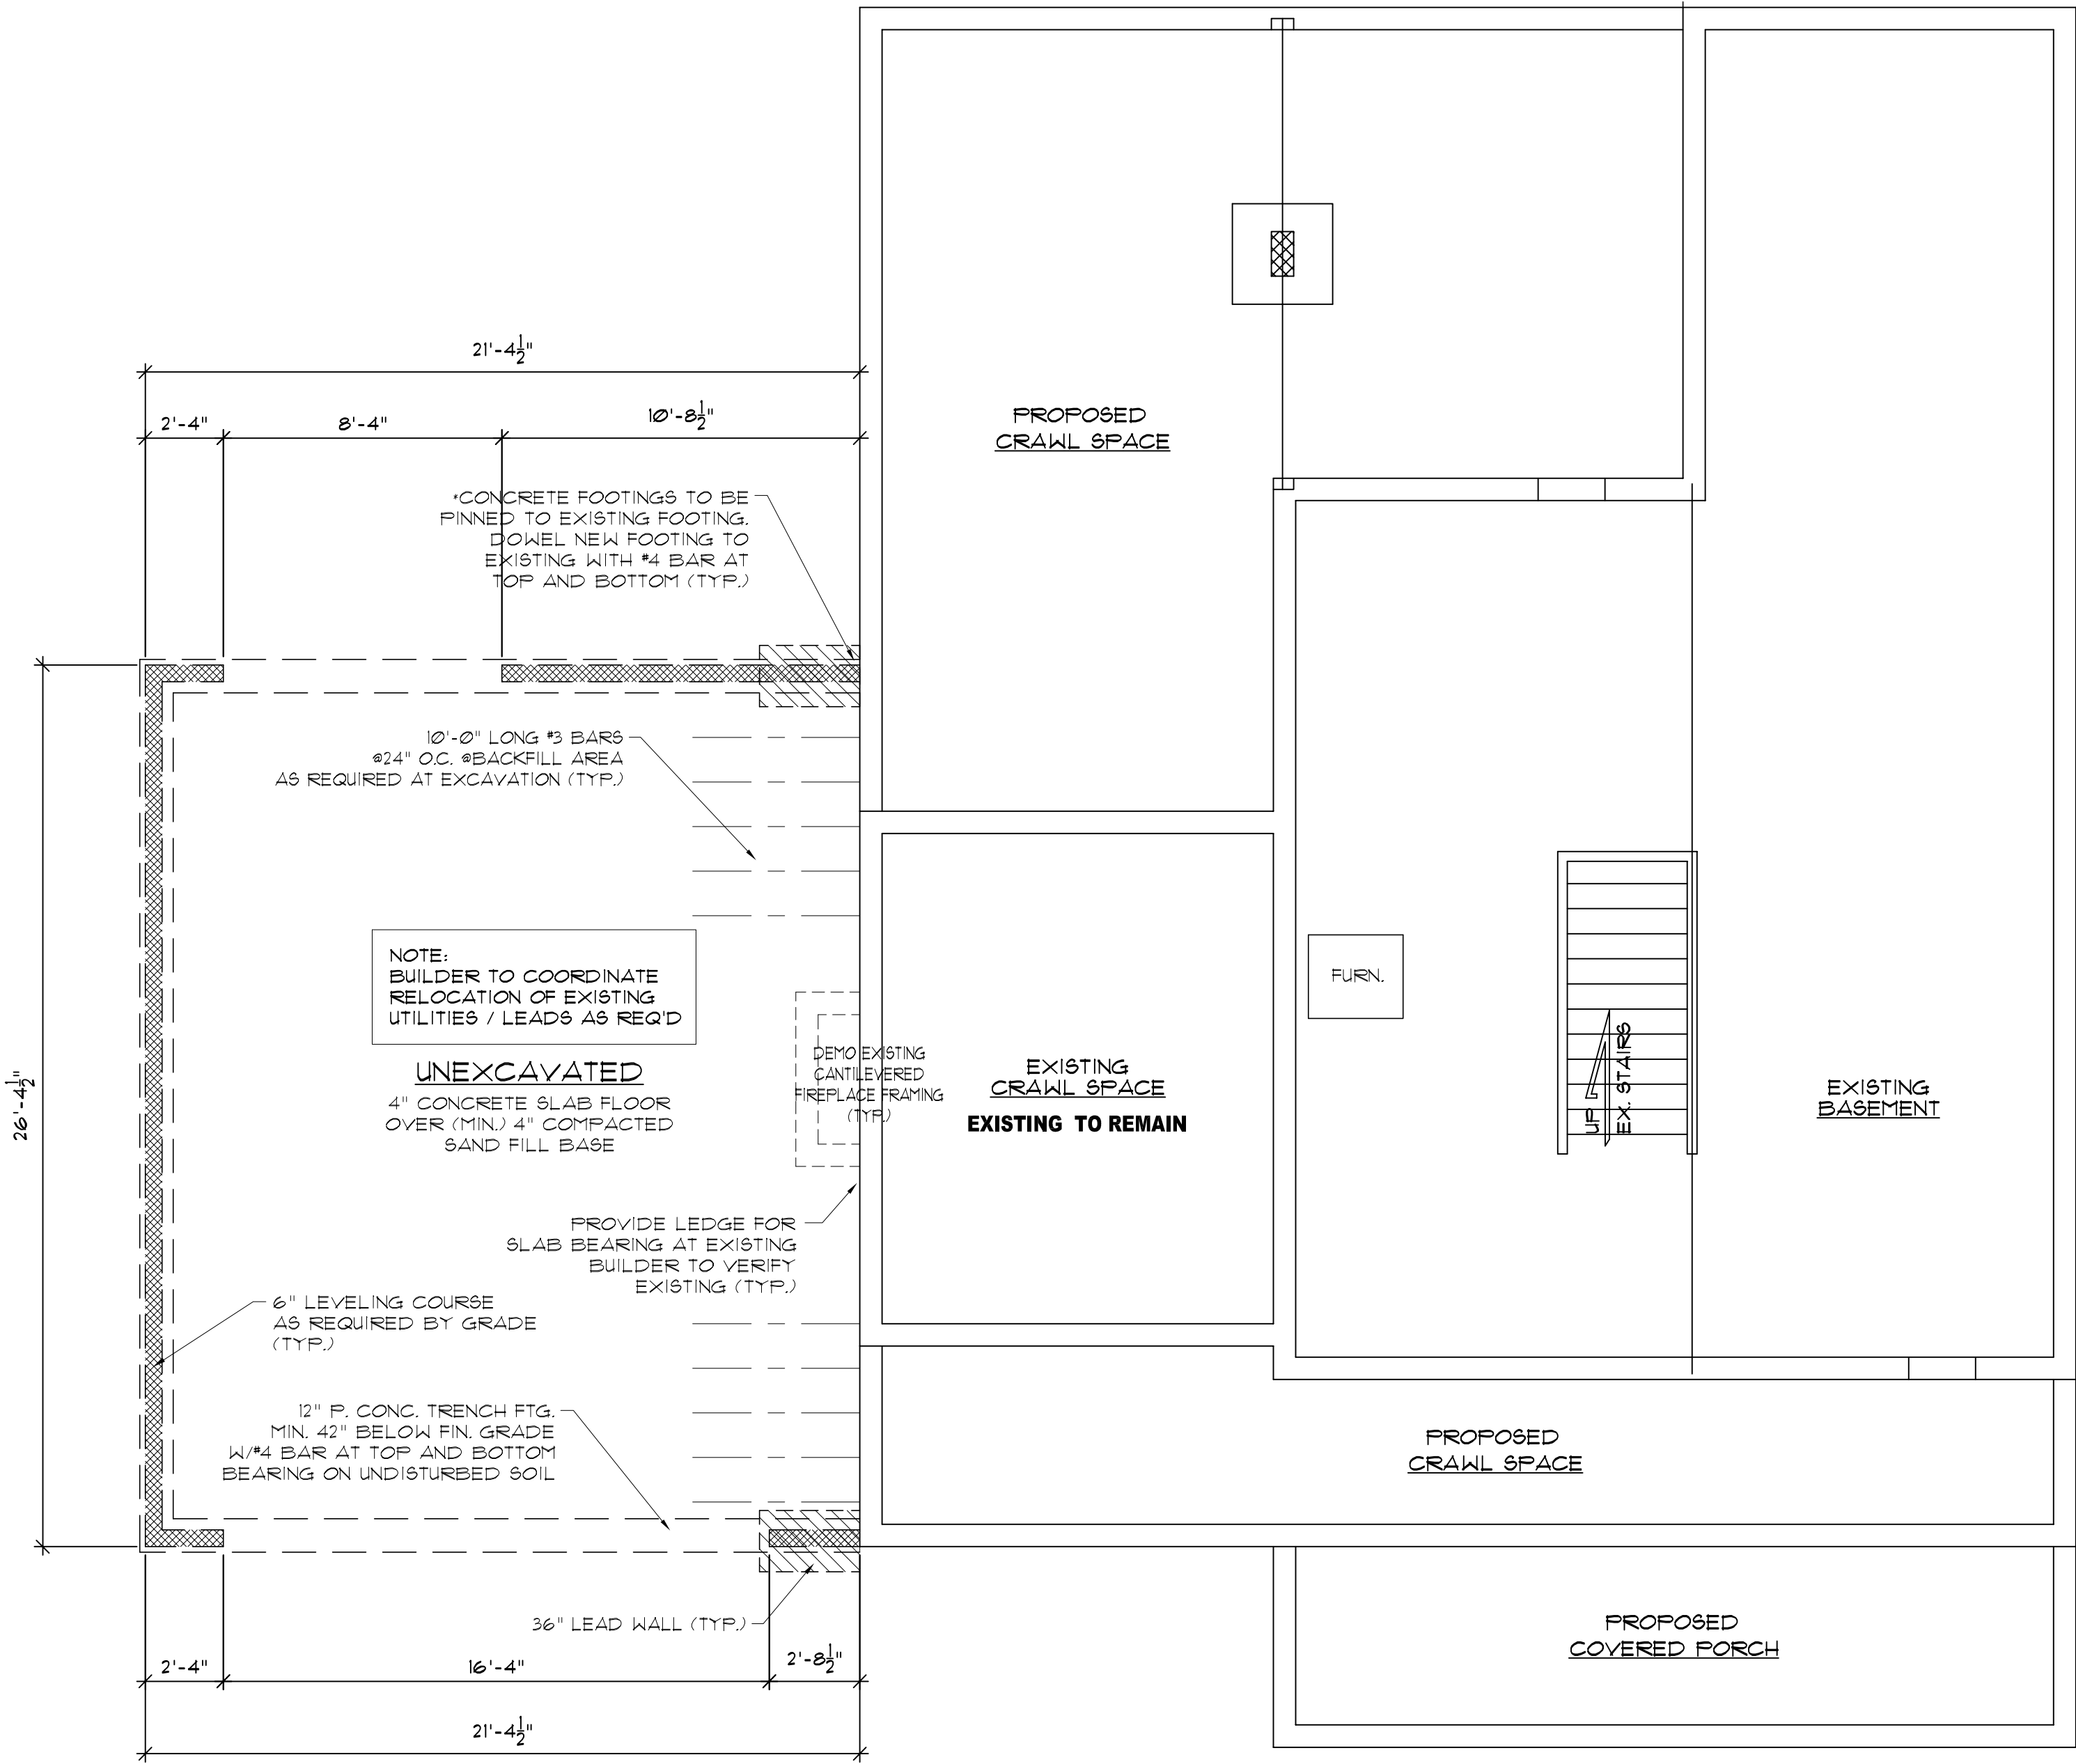 21'-4½"
2'-4"
8'-4"
10'-8½"
*CONCRETE FOOTINGS TO BE
PINNED TO EXISTING FOOTING.
DOWEL NEW FOOTING TO
EXISTING WITH #4 BAR AT
TOP AND BOTTOM (TYP.)
PROPOSED
CRAWL SPACE
10'-0" LONG #3 BARS
@24" O.C. @BACKFILL AREA
AS REQUIRED AT EXCAVATION (TYP.)
NOTE:
BUILDER TO COORDINATE
RELOCATION OF EXISTING
UTILITIES / LEADS AS REQ'D
UNEXCAVATED
4" CONCRETE SLAB FLOOR
OVER (MIN.) 4" COMPACTED
SAND FILL BASE
26'-4½"
DEMO EXISTING
CANTILEVERED
FIREPLACE FRAMING
(TYP.)
EXISTING
CRAWL SPACE
EXISTING TO REMAIN
FURN.
UP
EX. STAIRS
EXISTING
BASEMENT
PROVIDE LEDGE FOR
SLAB BEARING AT EXISTING
BUILDER TO VERIFY
EXISTING (TYP.)
6" LEVELING COURSE
AS REQUIRED BY GRADE
(TYP.)
12" P. CONC. TRENCH FTG.
MIN. 42" BELOW FIN. GRADE
W/#4 BAR AT TOP AND BOTTOM
BEARING ON UNDISTURBED SOIL
PROPOSED
CRAWL SPACE
36" LEAD WALL (TYP.)
PROPOSED
COVERED PORCH
2'-4"
16'-4"
2'-8½"
21'-4½"